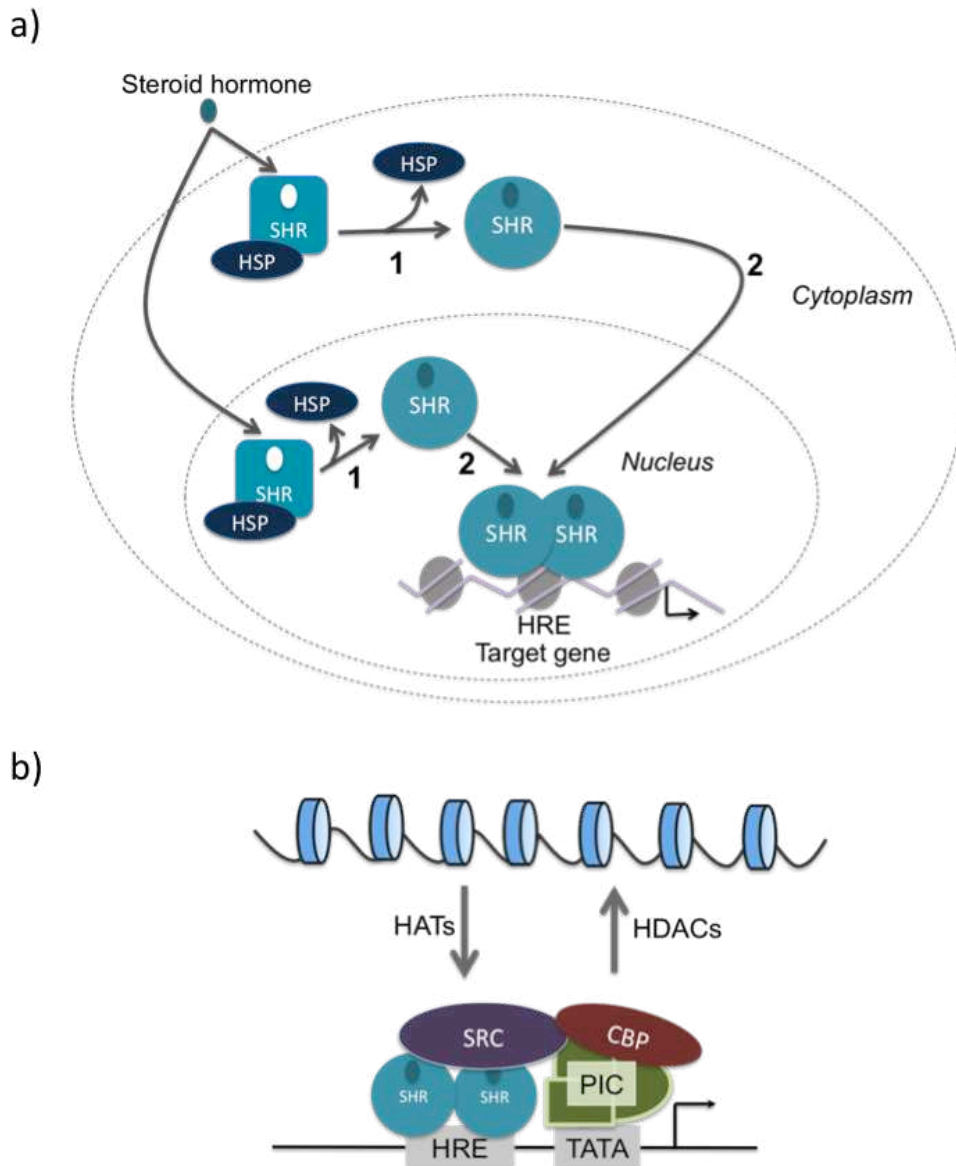 a)
Steroid hormone
HSP
SHR
HSP
1
SHR
2
Cytoplasm
HSP
SHR
1
2
Nucleus
SHR
HSP
SHR SHR
HRE
Target gene
b)
HATs
HDACs
SRC
CBP
PIC
SHR
SHR
HRE
TATA